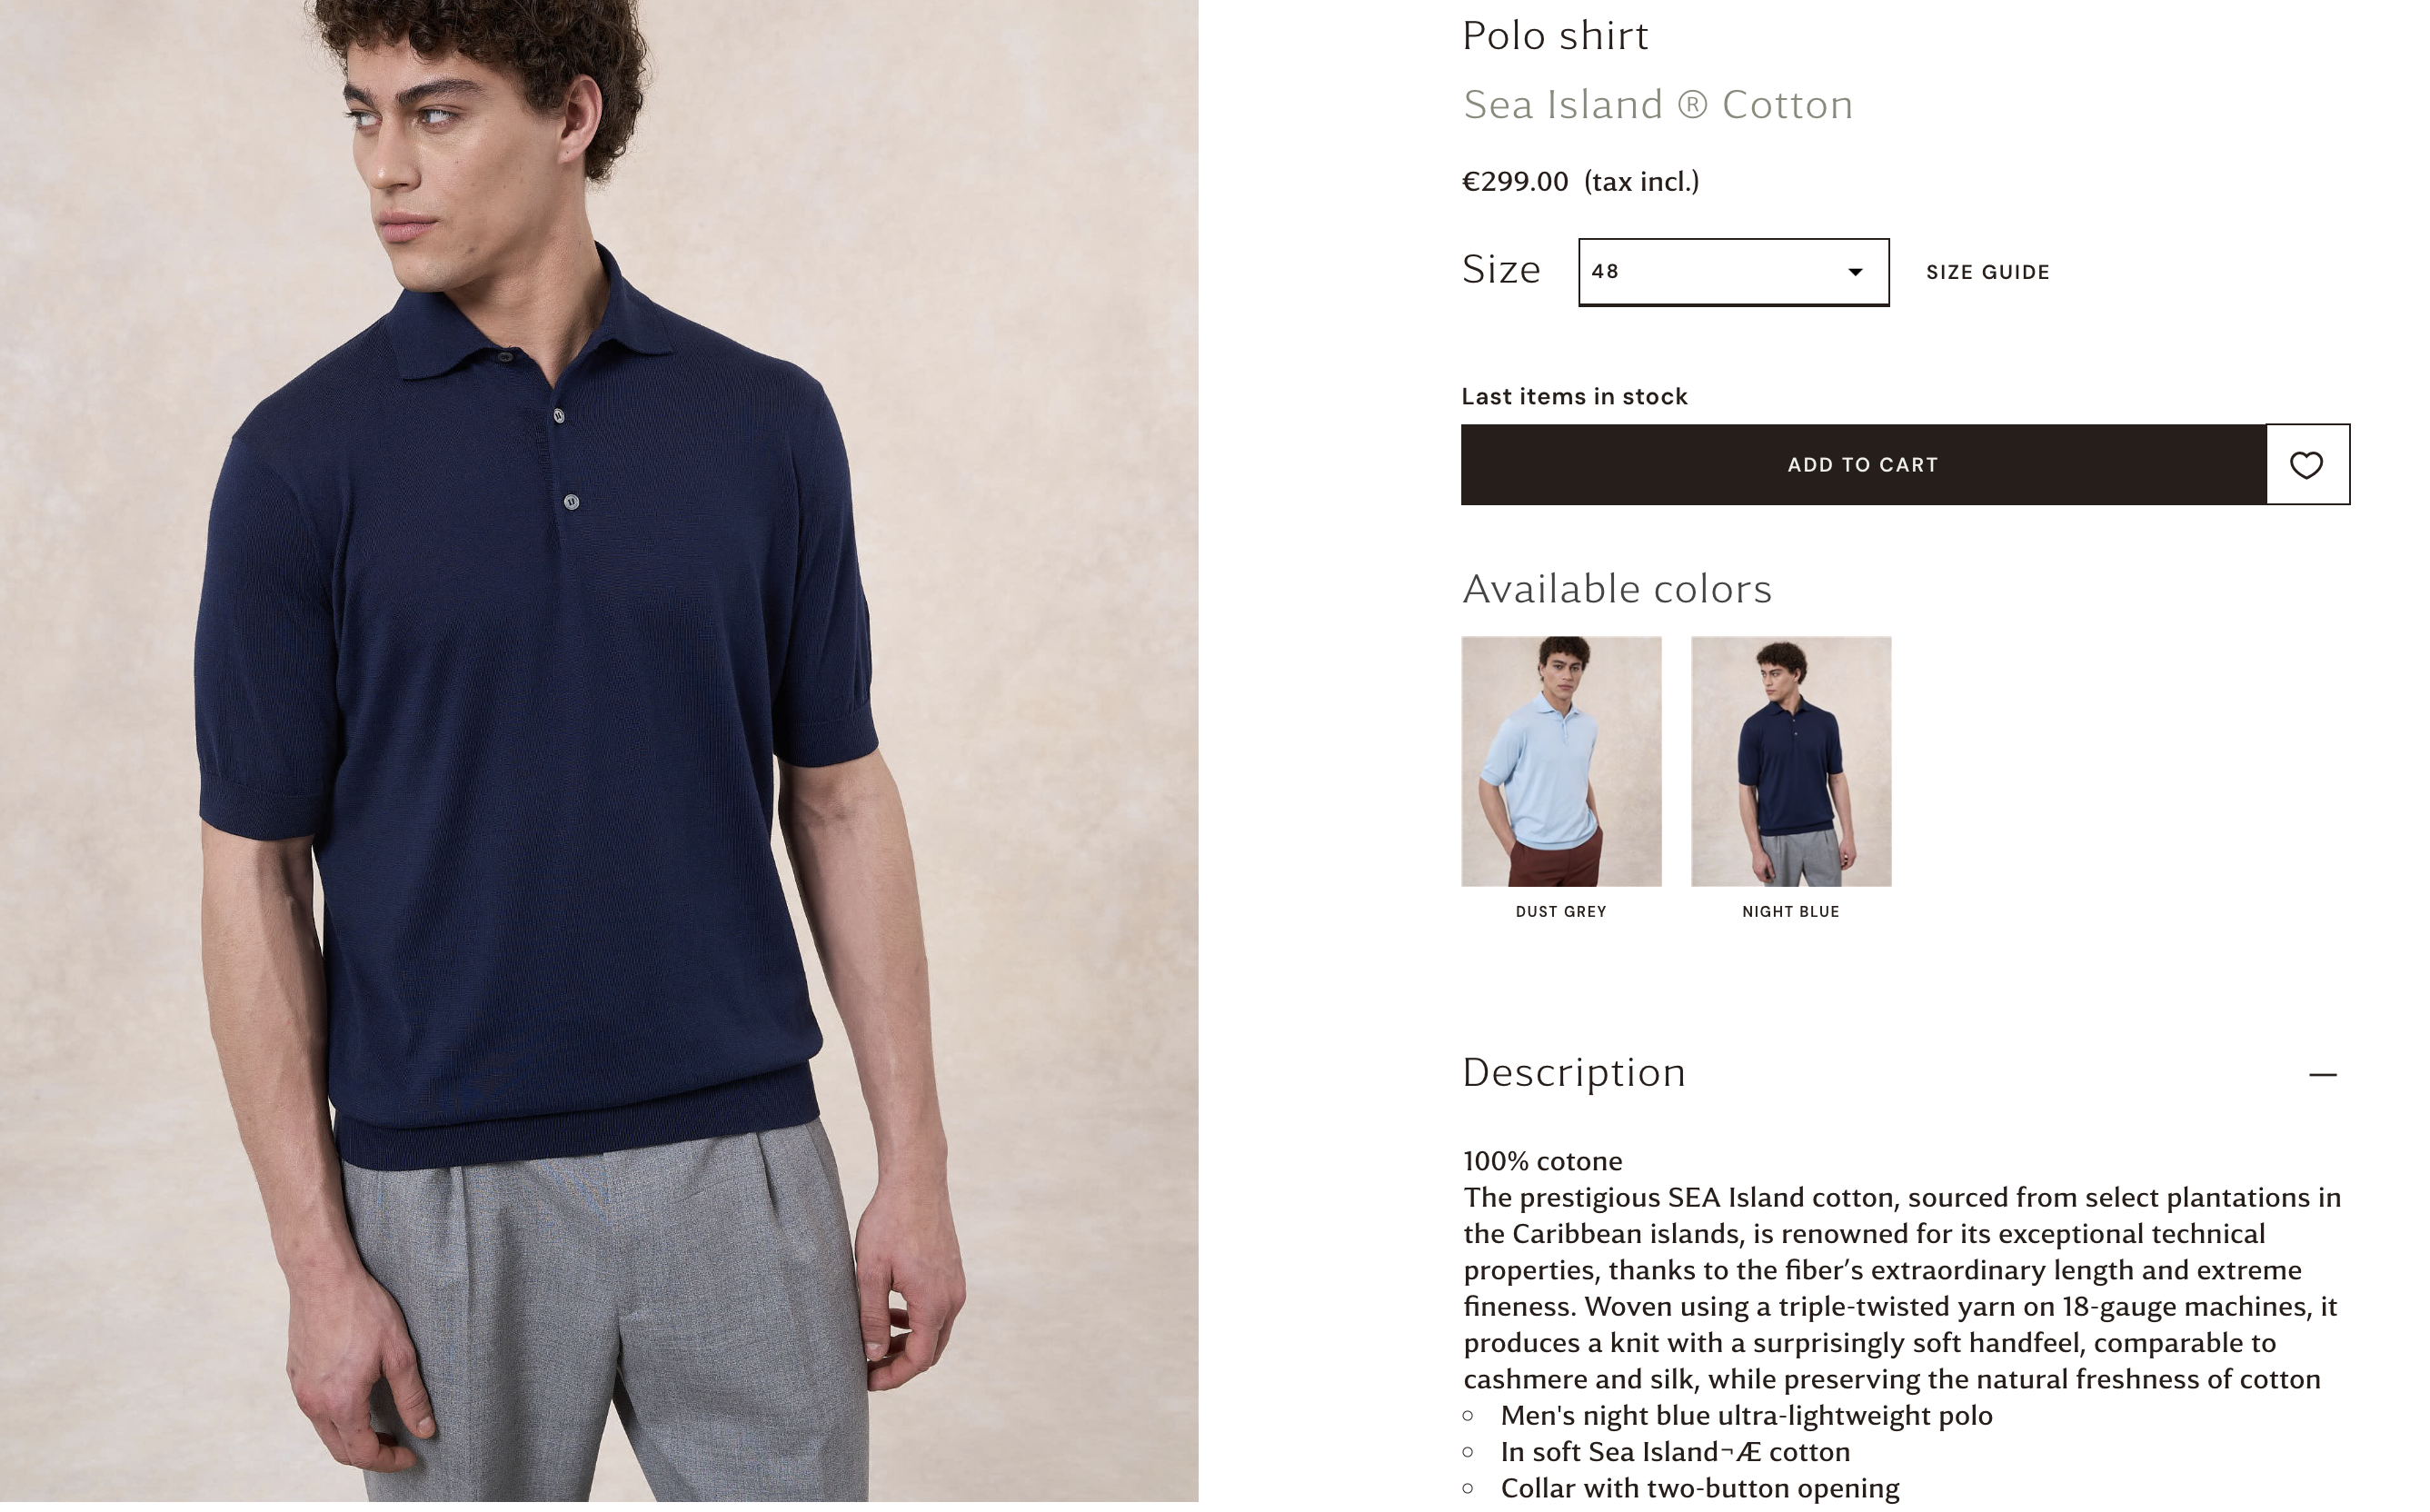 Polo shirt
Sea Island ® Cotton
€299.00 (tax incl.)
Size 48 SIZE GUIDE
Last items in stock
ADD TO CART
Available colors
DUST GREY NIGHT BLUE
Description
100% cotone
The prestigious SEA Island cotton, sourced from select plantations in
the Caribbean islands, is renowned for its exceptional technical
properties, thanks to the fiber’s extraordinary length and extreme
fineness. Woven using a triple-twisted yarn on 18-gauge machines, it
produces a knit with a surprisingly soft handfeel, comparable to
cashmere and silk, while preserving the natural freshness of cotton
Men's night blue ultra-lightweight polo
In soft Sea Island¬Æ cotton
Collar with two-button opening